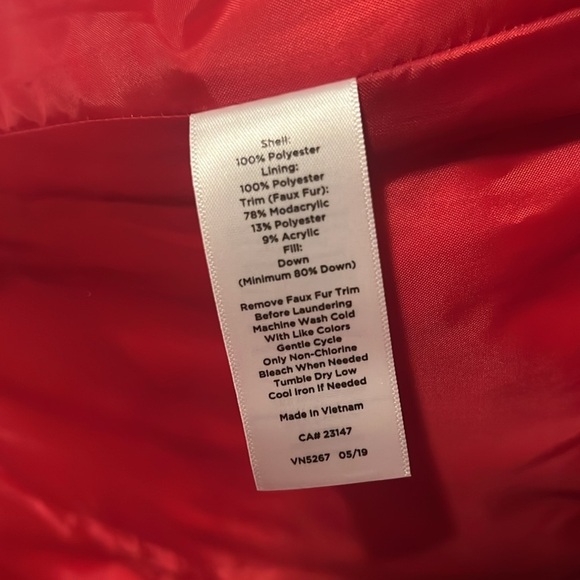 Shell:
100% Polyester
Lining:
100% Polyester
Trim (Faux Fur):
78% Modacrylic
13% Polyester
9% Acrylic
Fill:
Down
(Minimum 80% Down)
Remove Faux Fur Trim
Before Laundering
Machine Wash Cold
With Like Colors
Gentle Cycle
Only Non-Chlorine
Bleach When Needed
Tumble Dry Low
Cool Iron If Needed
Made In Vietnam
CA# 23147
VN5267 05/19